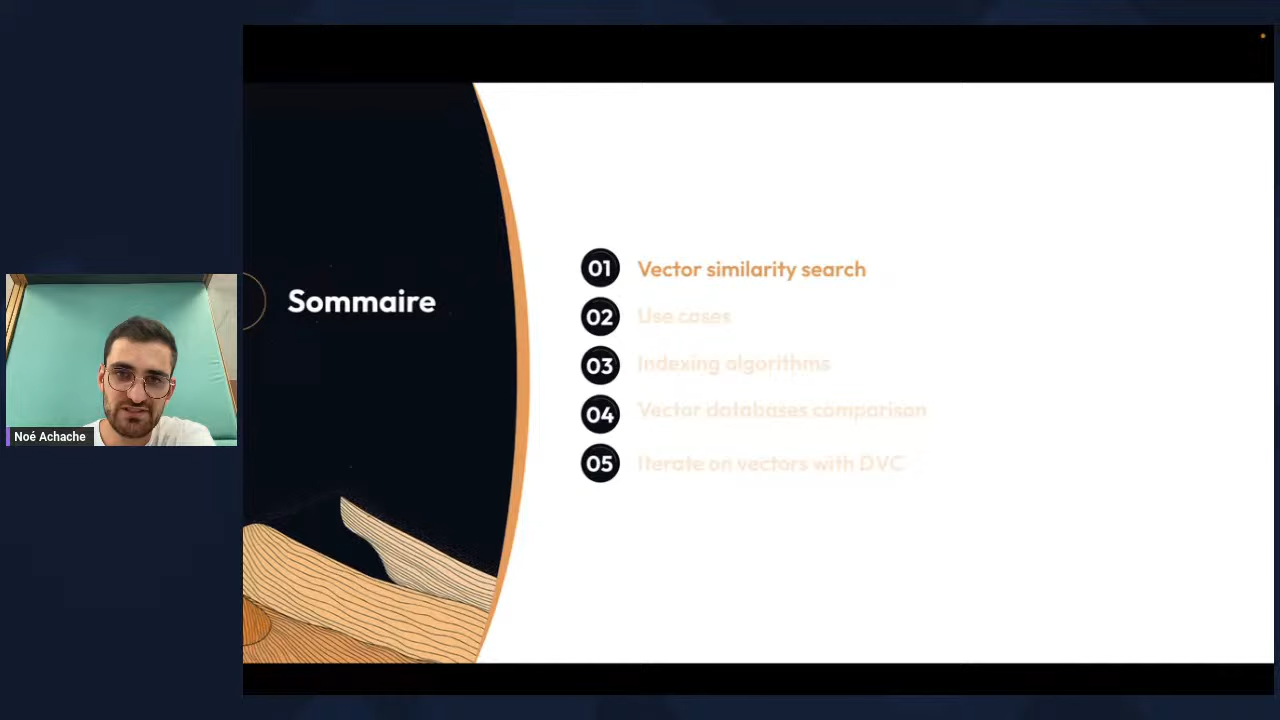 Sommaire
01 Vector similarity search
02 Use cases
03 Indexing algorithms
04 Vector databases comparison
05 Iterate on vectors with DVC
Noé Achache